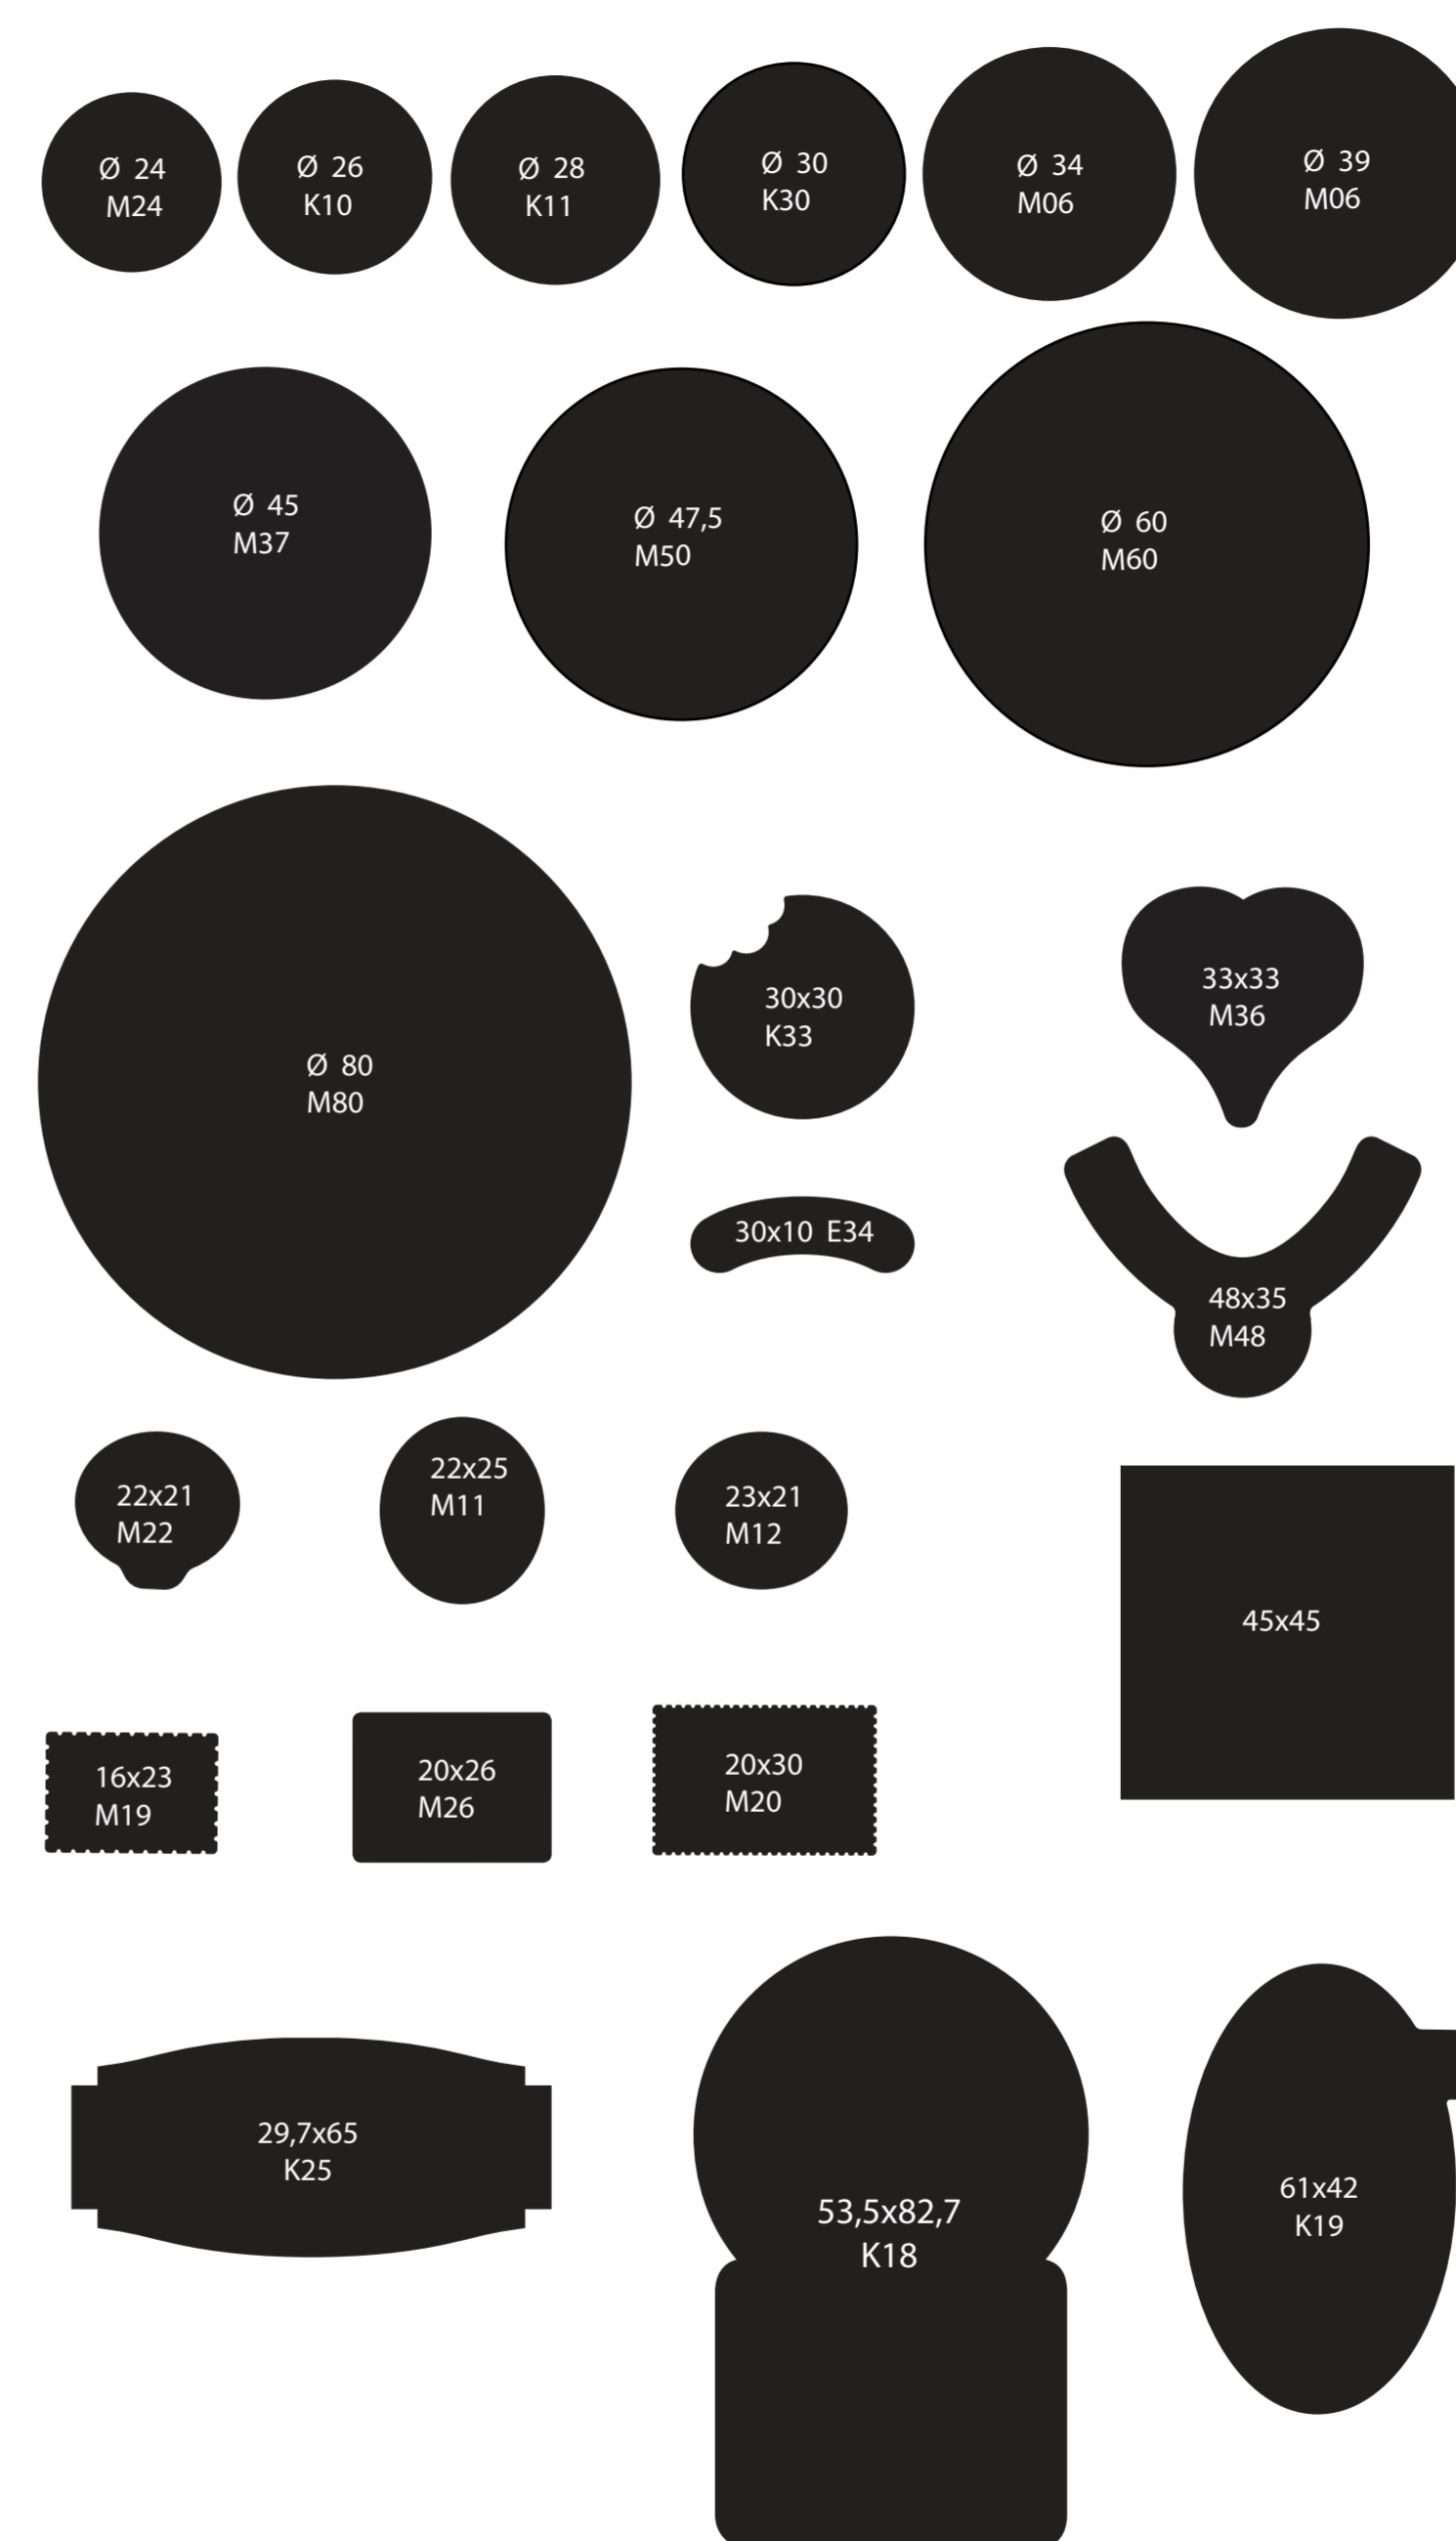 Ø 24
M24
Ø 26
K10
Ø 28
K11
Ø 30
K30
Ø 34
M06
Ø 39
M06
Ø 45
M37
Ø 47,5
M50
Ø 60
M60
Ø 80
M80
30x30
K33
33x33
M36
30x10 E34
48x35
M48
22x21
M22
22x25
M11
23x21
M12
45x45
16x23
M19
20x26
M26
20x30
M20
29,7x65
K25
53,5x82,7
K18
61x42
K19